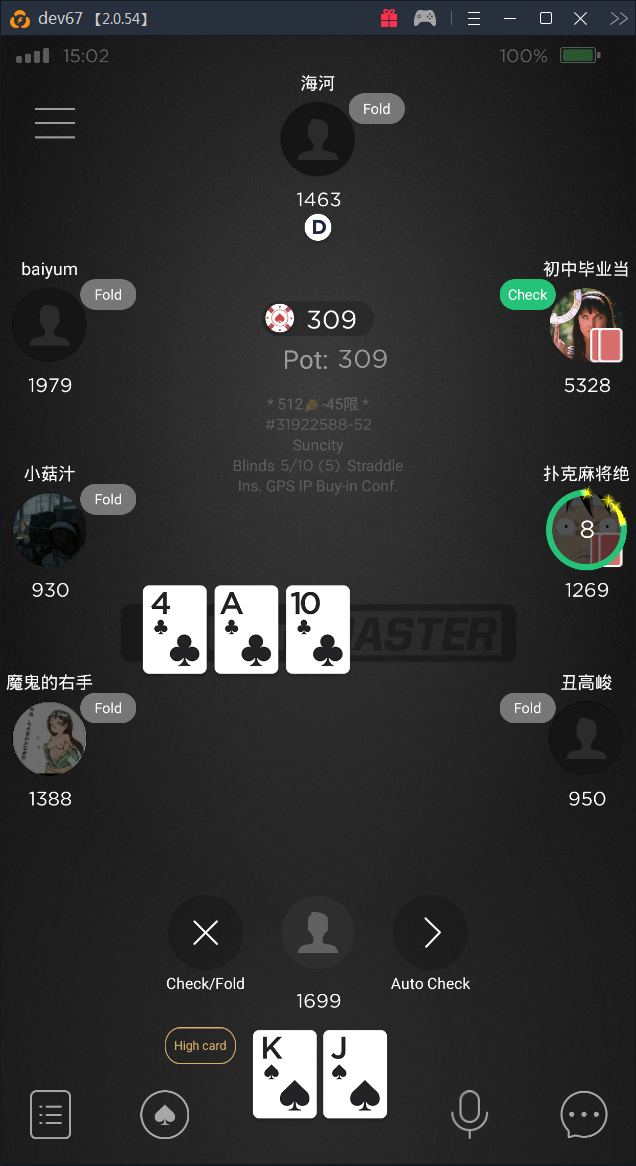 dev67 【2.0.54】
15:02
100%
海河
Fold
1463
D
baiyum
Fold
1979
初中毕业当
Check
5328
309
Pot: 309
* 512🍕-45限 *
#31922588-52
Suncity
Blinds 5/10 (5) Straddle
Ins. GPS IP Buy-in Conf.
小菇汁
Fold
930
扑克麻将绝
8
1269
4
A
10
魔鬼的右手
Fold
1388
丑高峻
Fold
950
Check/Fold
1699
Auto Check
High card
K
J